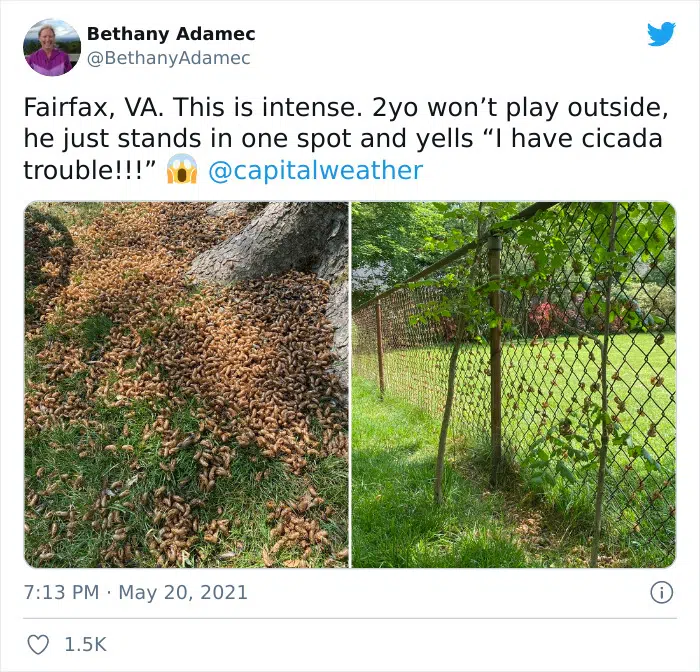 Bethany Adamec
@BethanyAdamec
Fairfax, VA. This is intense. 2yo won’t play outside,
he just stands in one spot and yells “I have cicada
trouble!!!” 😱 @capitalweather
7:13 PM · May 20, 2021
1.5K